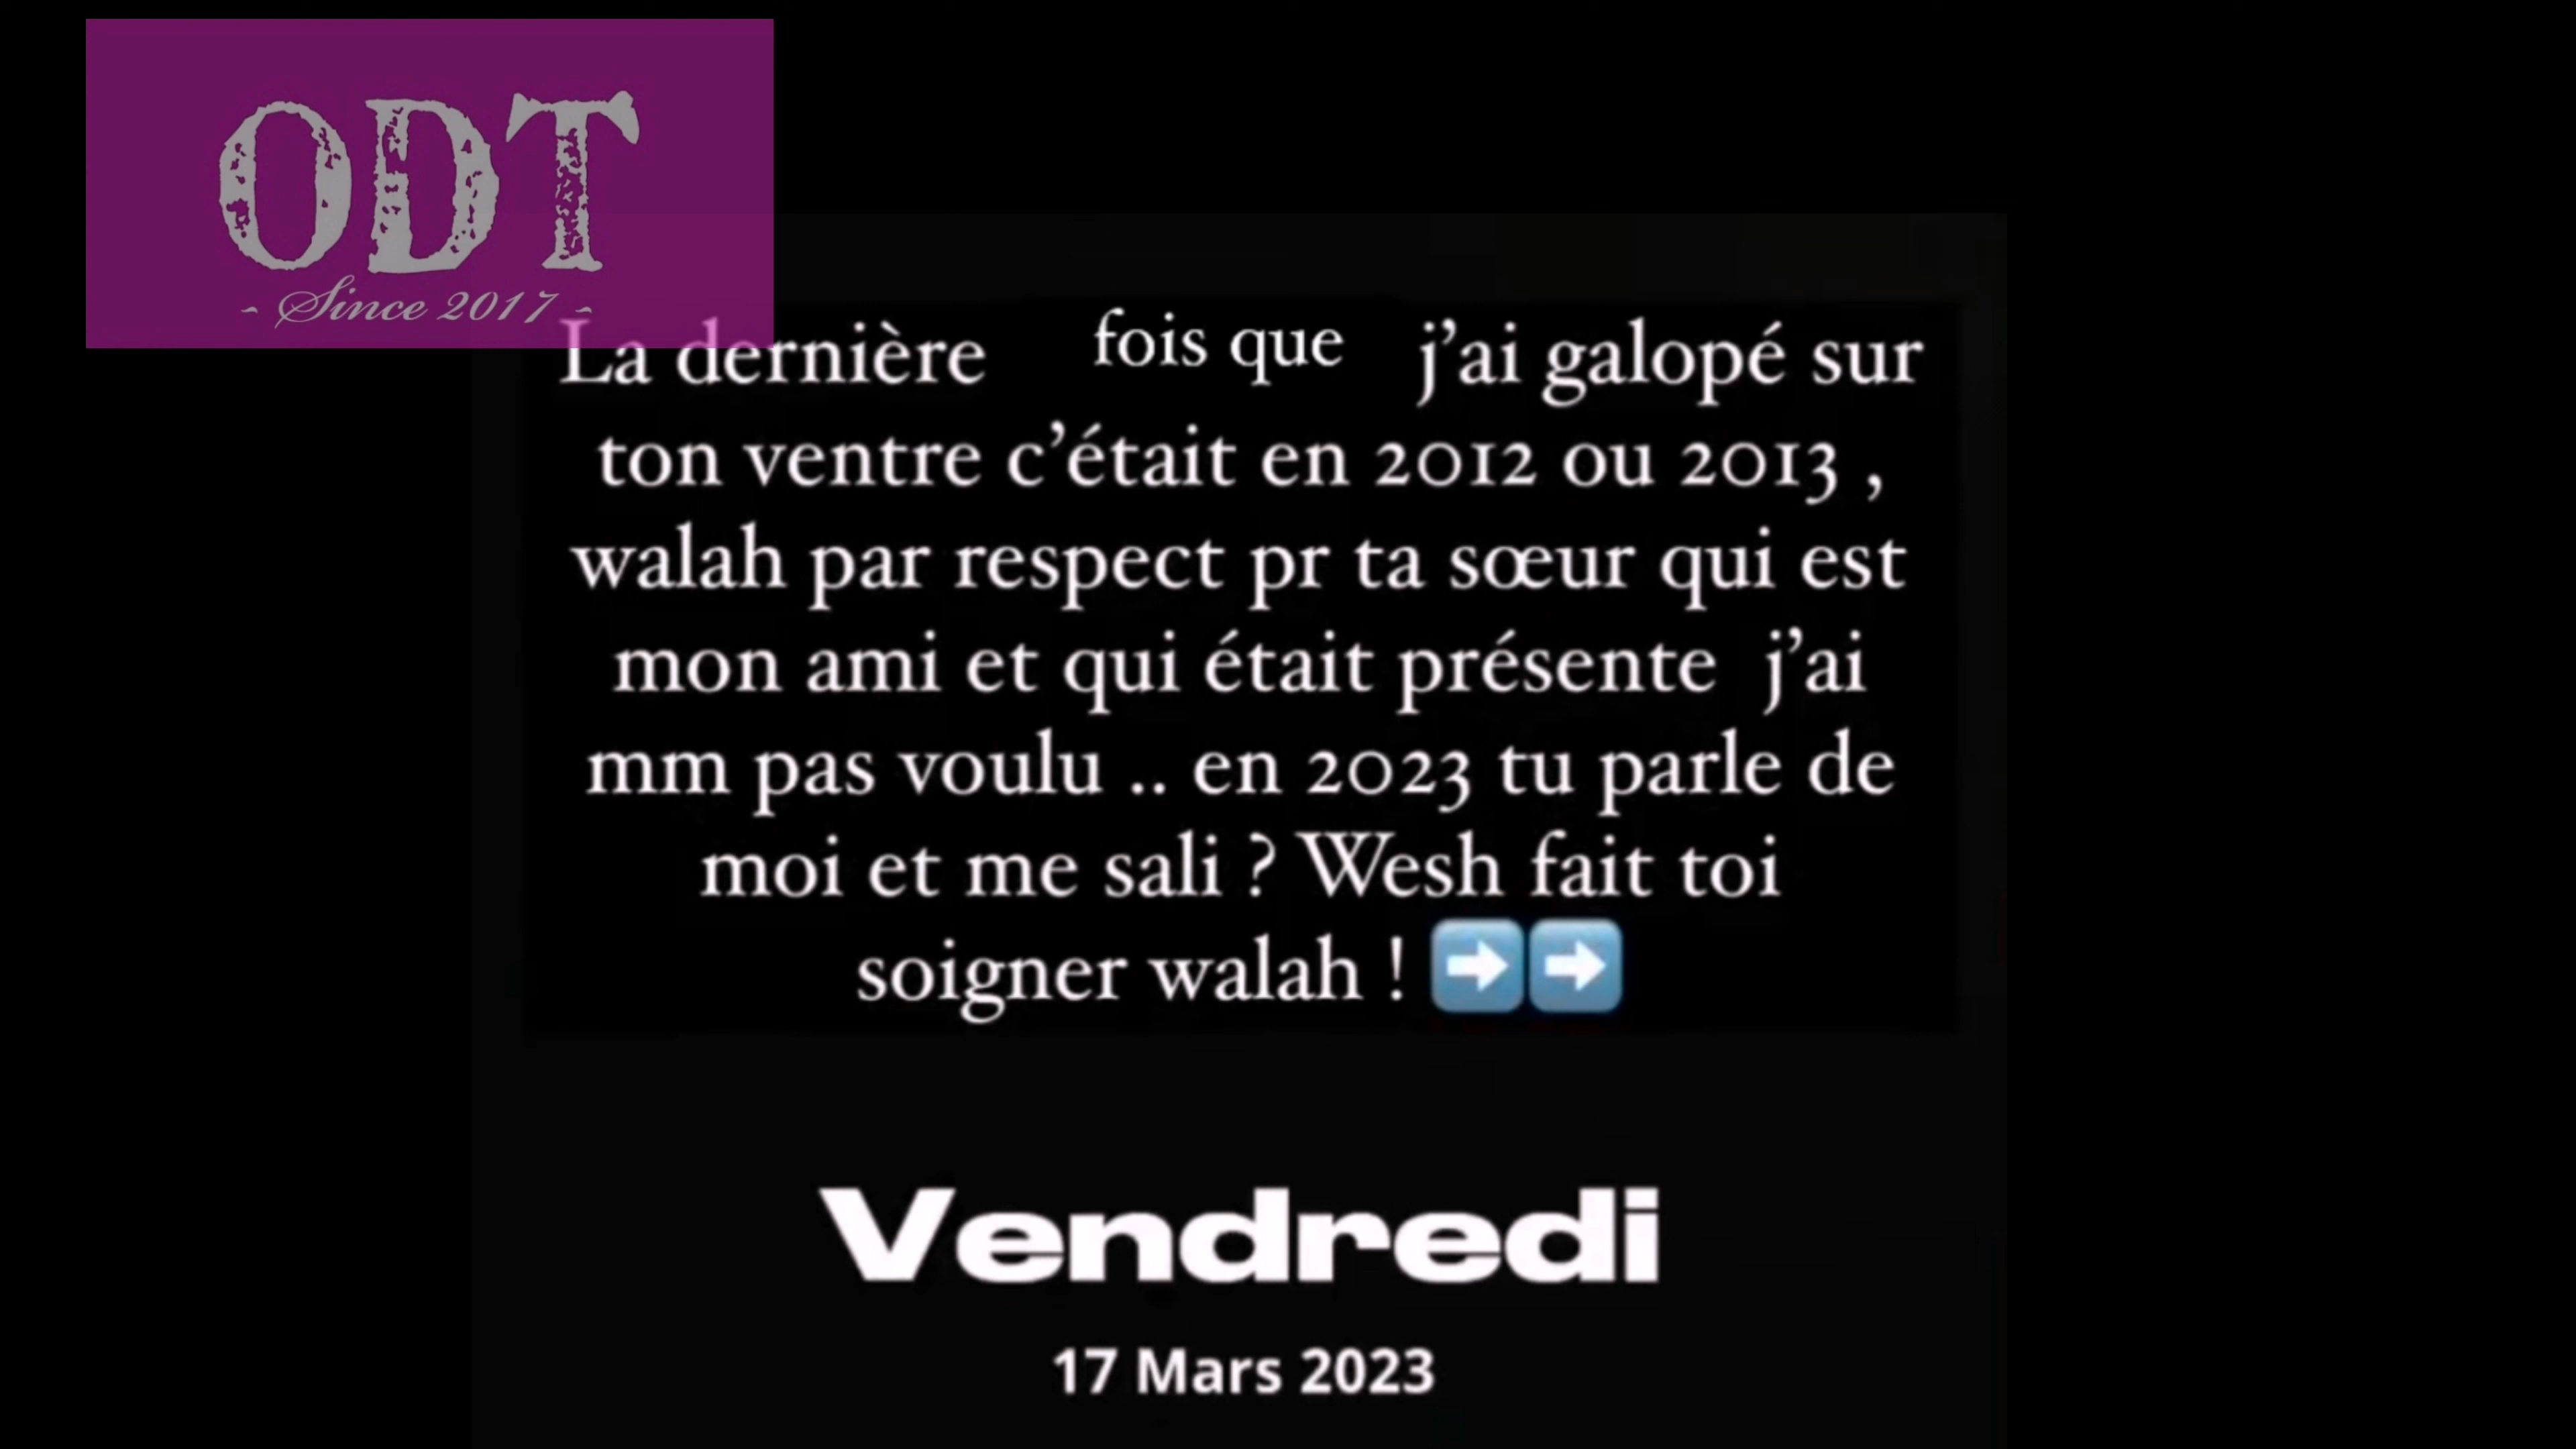 ODT
- Since 2017 -
La dernière fois que j’ai galopé sur
ton ventre c’était en 2012 ou 2013 ,
walah par respect pr ta sœur qui est
mon ami et qui était présente j’ai
mm pas voulu .. en 2023 tu parle de
moi et me sali ? Wesh fait toi
soigner walah ! ➡️➡️
Vendredi
17 Mars 2023